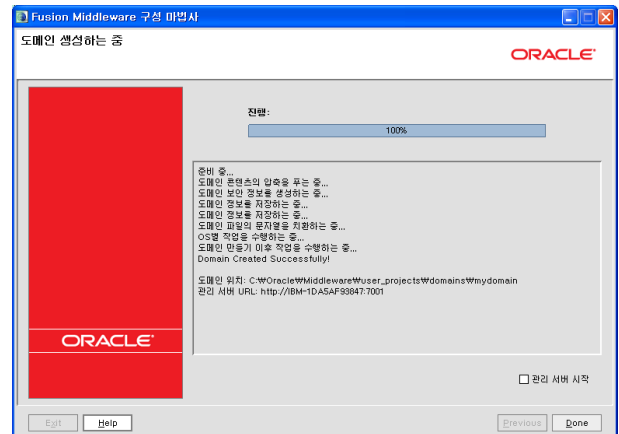 Fusion Middleware 구성 마법사
도메인 생성하는 중
ORACLE
진행:
100%
준비 중...
도메인 콘텐츠의 압축을 푸는 중...
도메인 보안 정보를 생성하는 중...
도메인 정보를 저장하는 중...
도메인 정보를 저장하는 중...
도메인 파일의 문자열을 치환하는 중...
OS별 작업을 수행하는 중...
도메인 만들기 이후 작업을 수행하는 중...
Domain Created Successfully!
도메인 위치: C:₩Oracle₩Middleware₩user_projects₩domains₩mydomain
관리 서버 URL: http://IBM-1DA5AF93847:7001
ORACLE
관리 서버 시작
Exit Help Previous Done